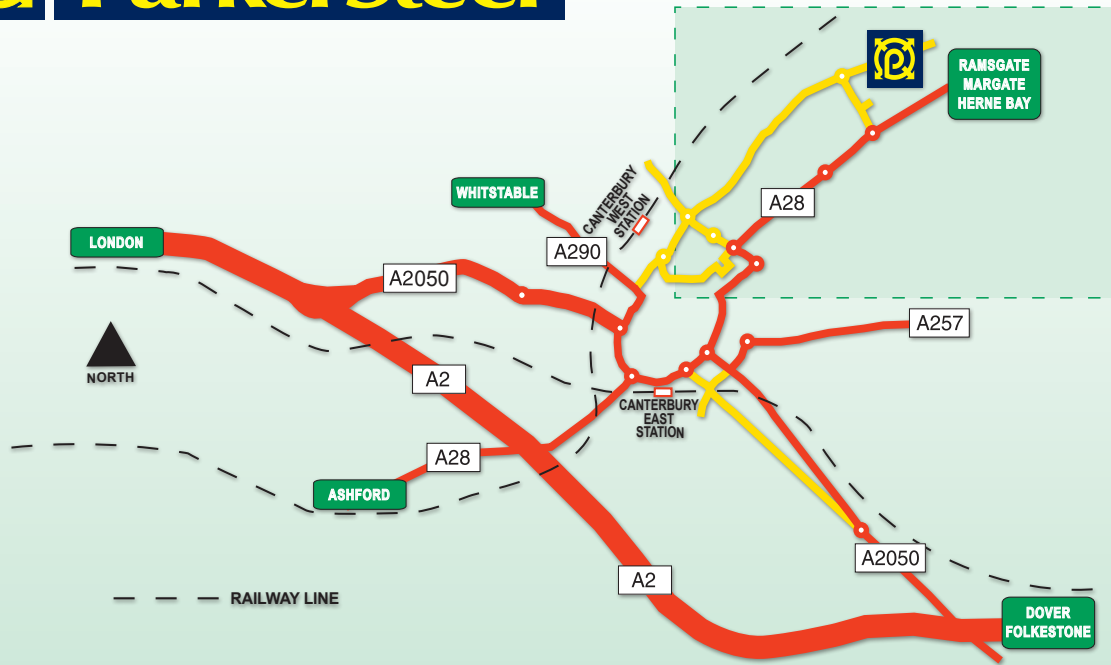 ParkerSteel
RAMSGATE
MARGATE
HERNE BAY
WHITSTABLE
CANTERBURY
WEST
STATION
A28
LONDON
A290
A2050
A257
NORTH
A2
CANTERBURY
EAST
STATION
A28
ASHFORD
A2050
A2
RAILWAY LINE
DOVER
FOLKESTONE